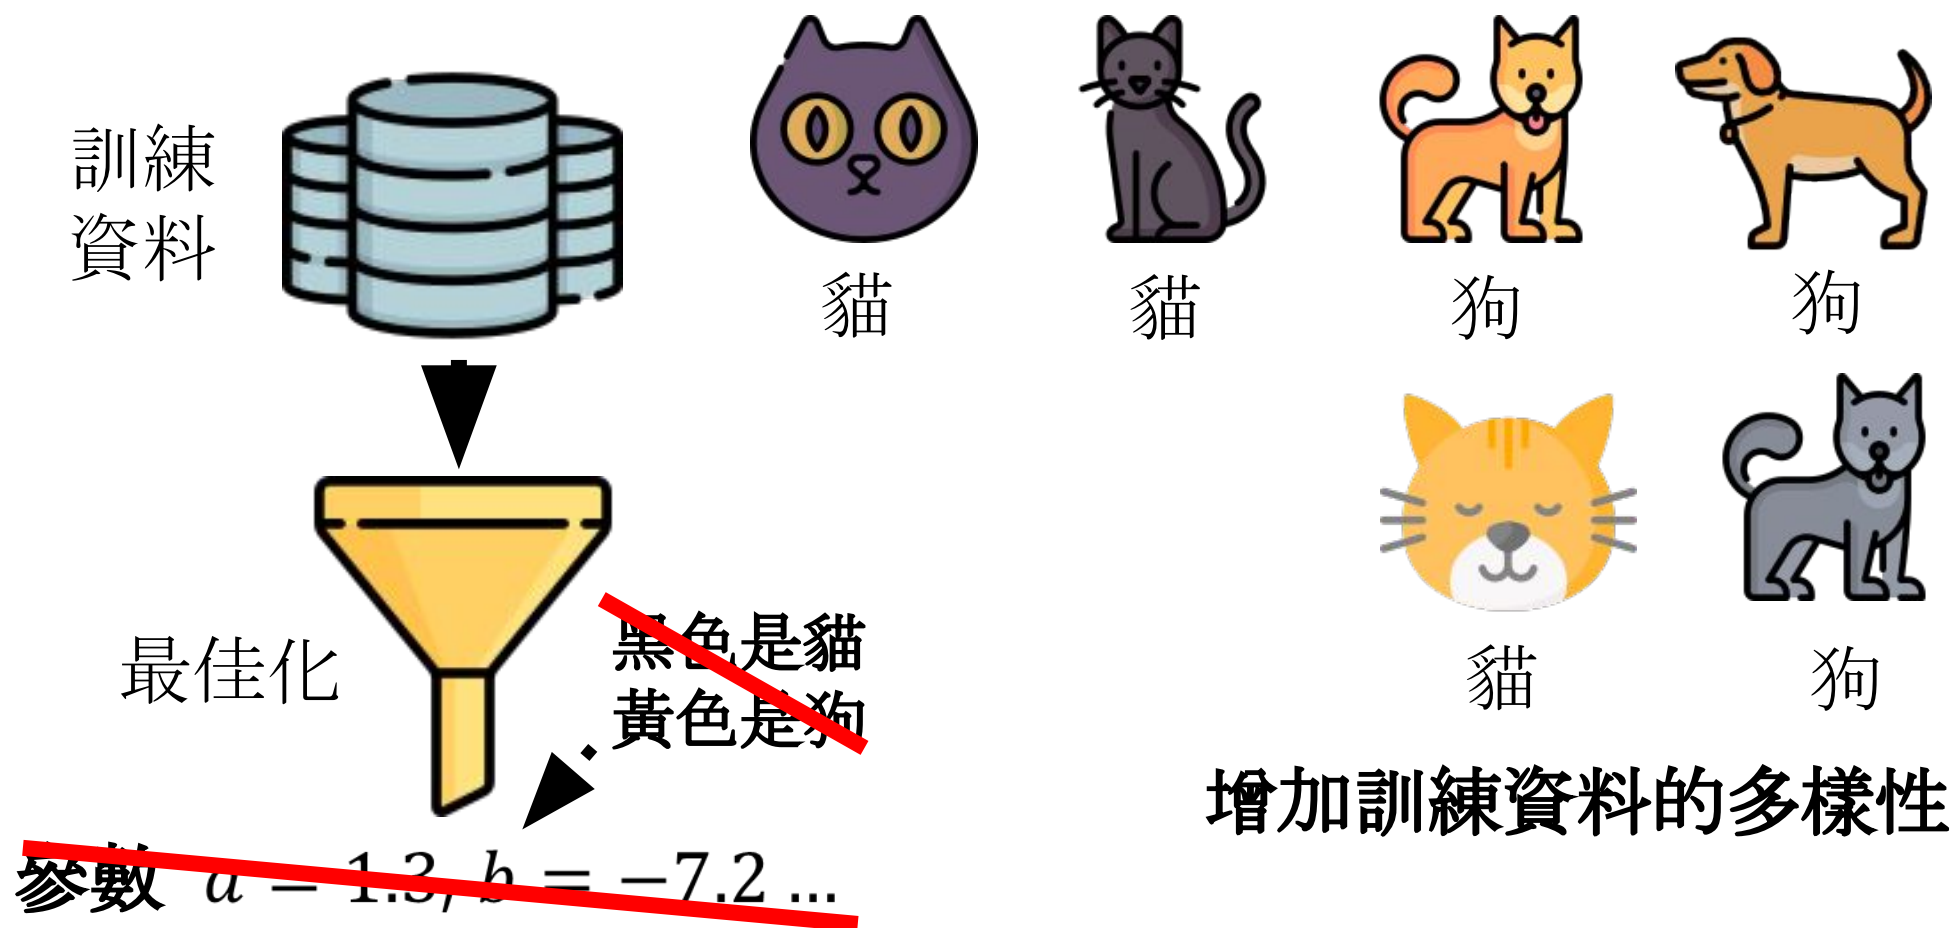 訓練
資料
貓
貓
狗
狗
貓
狗
最佳化
黑色是貓
黃色是狗
增加訓練資料的多樣性
參數 a = 1.3, b = −7.2 …